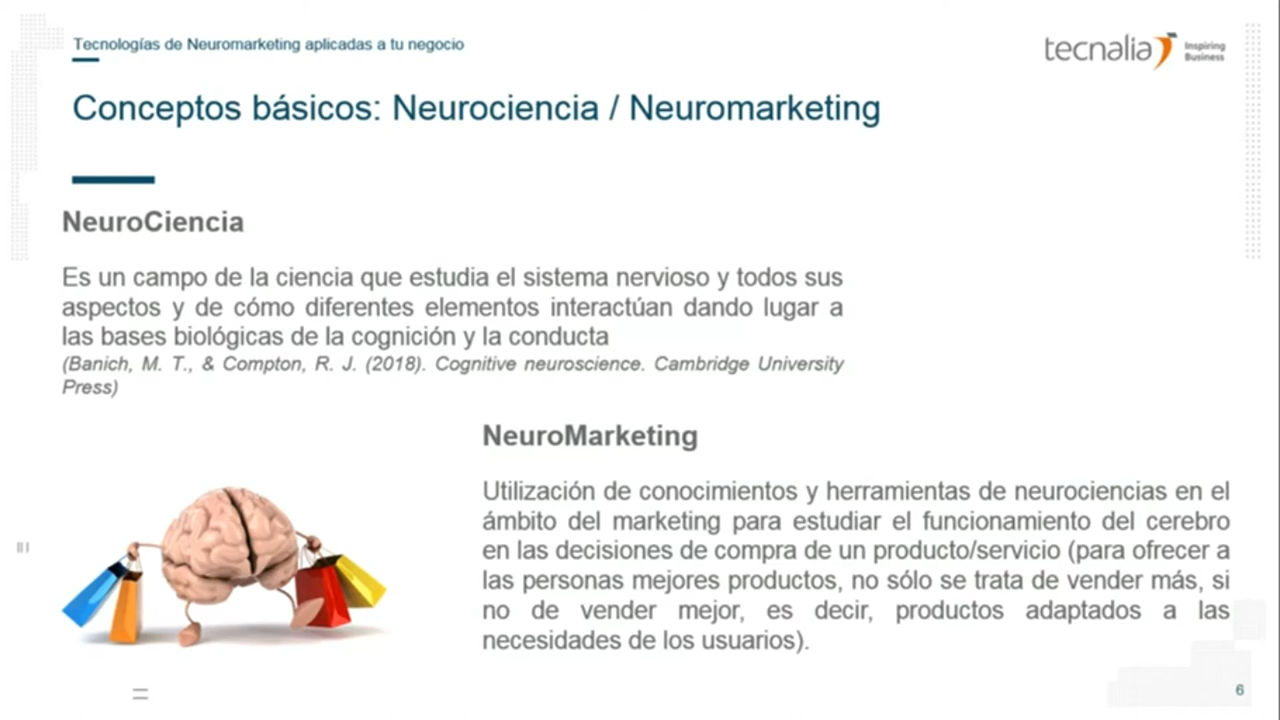 Tecnologías de Neuromarketing aplicadas a tu negocio
tecnalia
Inspiring
Business
Conceptos básicos: Neurociencia / Neuromarketing
NeuroCiencia
Es un campo de la ciencia que estudia el sistema nervioso y todos sus
aspectos y de cómo diferentes elementos interactúan dando lugar a
las bases biológicas de la cognición y la conducta
(Banich, M. T., & Compton, R. J. (2018). Cognitive neuroscience. Cambridge University
Press)
NeuroMarketing
Utilización de conocimientos y herramientas de neurociencias en el
ámbito del marketing para estudiar el funcionamiento del cerebro
en las decisiones de compra de un producto/servicio (para ofrecer a
las personas mejores productos, no sólo se trata de vender más, si
no de vender mejor, es decir, productos adaptados a las
necesidades de los usuarios).
6